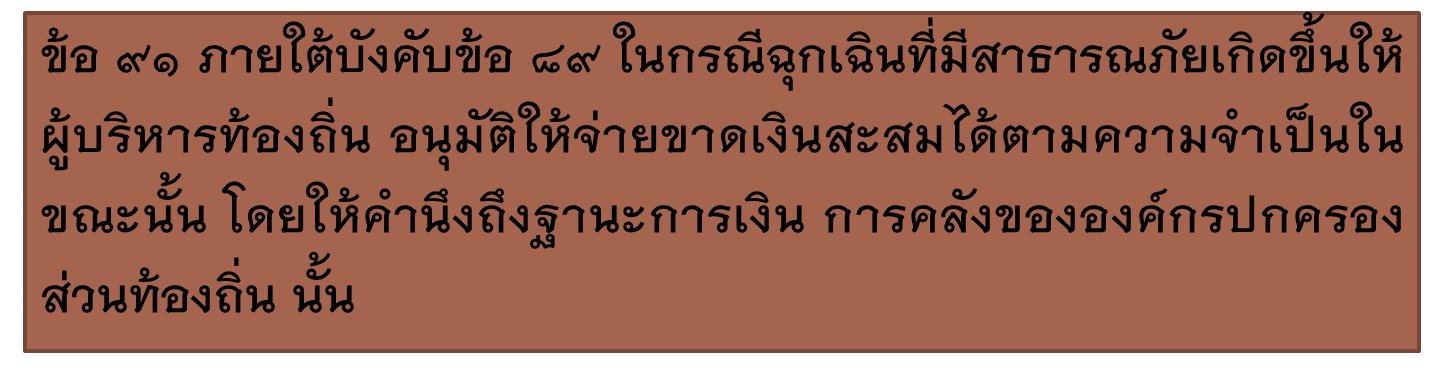 ข้อ ๙๑ ภายใต้บังคับข้อ ๘๙ ในกรณีฉุกเฉินที่มีสาธารณภัยเกิดขึ้นให้
ผู้บริหารท้องถิ่น อนุมัติให้จ่ายขาดเงินสะสมได้ตามความจำเป็นใน
ขณะนั้น โดยให้คำนึงถึงฐานะการเงิน การคลังขององค์กรปกครอง
ส่วนท้องถิ่น นั้น